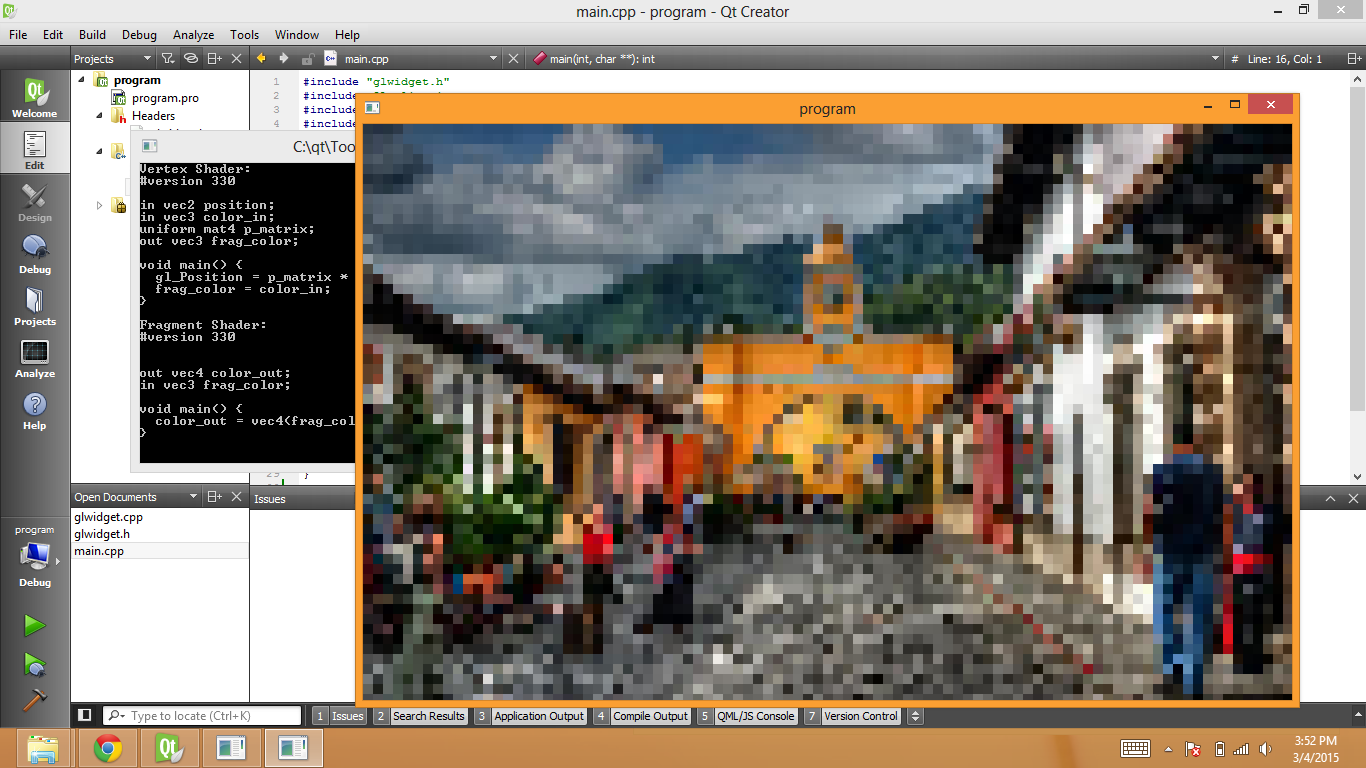 main.cpp - program - Qt Creator
File Edit Build Debug Analyze Tools Window Help
Projects main.cpp main(int, char **): int # Line: 16, Col: 1
Welcome
Edit
Design
Debug
Projects
Analyze
Help
program
Debug
program
program.pro
Headers
1 #include "glwidget.h"
2 #include
3 #include
4 #include
program
C:\qt\Too
Vertex Shader:
#version 330
in vec2 position;
in vec3 color_in;
uniform mat4 p_matrix;
out vec3 frag_color;
void main() {
gl_Position = p_matrix *
frag_color = color_in;
}
Fragment Shader:
#version 330
out vec4 color_out;
in vec3 frag_color;
void main() {
color_out = vec4(frag_col
}
29 }
Open Documents
glwidget.cpp
glwidget.h
main.cpp
Issues
Type to locate (Ctrl+K) 1 Issues 2 Search Results 3 Application Output 4 Compile Output 5 QML/JS Console 7 Version Control
3:52 PM
3/4/2015